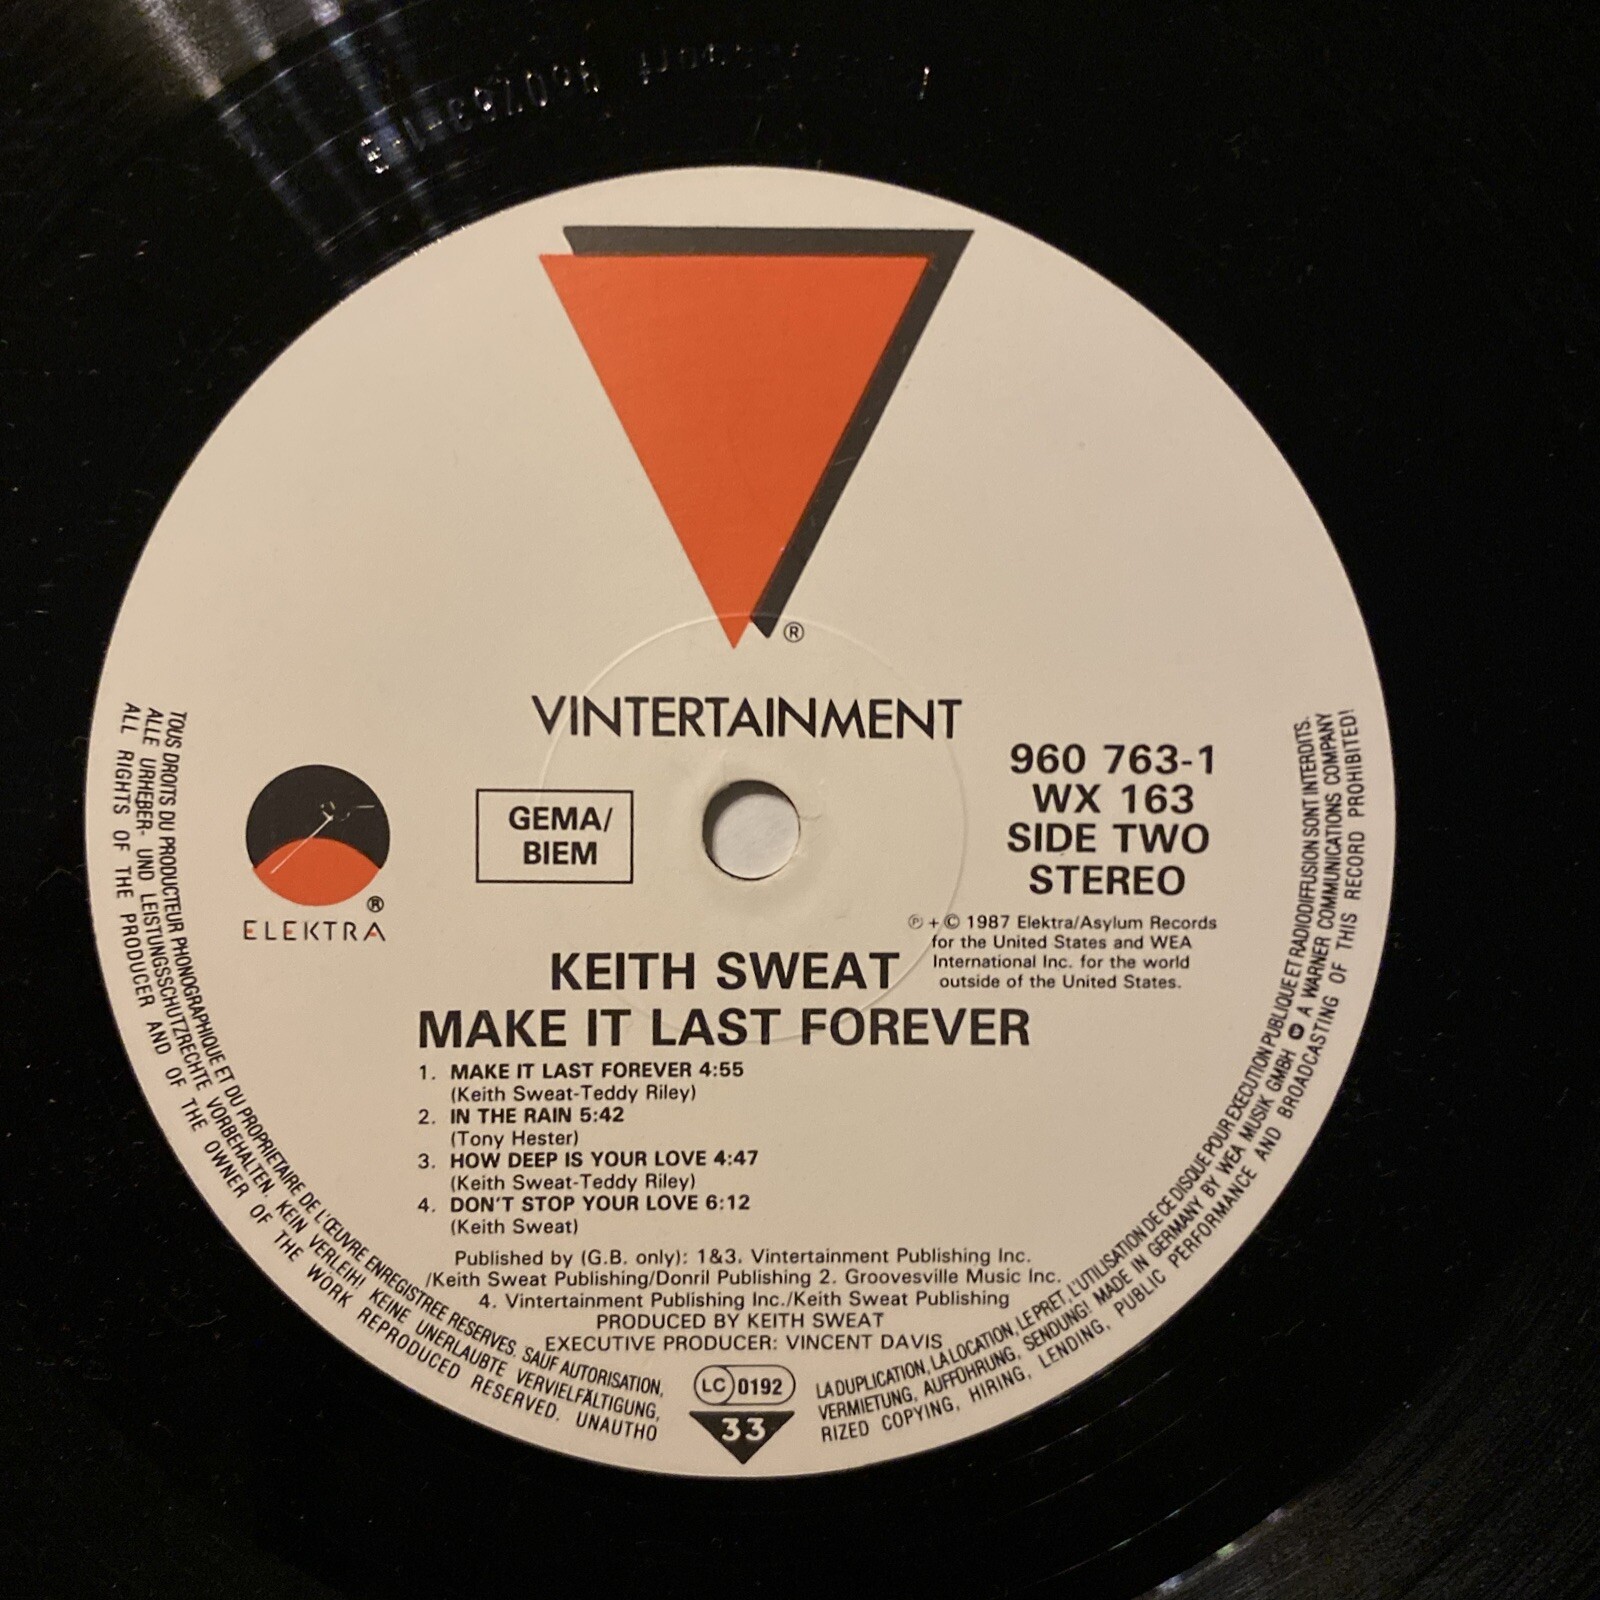 ®
VINTERTAINMENT
GEMA/
BIEM
960 763-1
WX 163
SIDE TWO
STEREO
®
ELEKTRA
℗ + © 1987 Elektra/Asylum Records
for the United States and WEA
International Inc. for the world
outside of the United States.
KEITH SWEAT
MAKE IT LAST FOREVER
1. MAKE IT LAST FOREVER 4:55
(Keith Sweat-Teddy Riley)
2. IN THE RAIN 5:42
(Tony Hester)
3. HOW DEEP IS YOUR LOVE 4:47
(Keith Sweat-Teddy Riley)
4. DON'T STOP YOUR LOVE 6:12
(Keith Sweat)
Published by (G.B. only): 1&3. Vintertainment Publishing Inc.
/Keith Sweat Publishing/Donril Publishing 2. Groovesville Music Inc.
4. Vintertainment Publishing Inc./Keith Sweat Publishing
PRODUCED BY KEITH SWEAT
EXECUTIVE PRODUCER: VINCENT DAVIS
LC 0192
33
TOUS DROITS DU PRODUCTEUR PHONOGRAPHIQUE ET DU PROPRIETAIRE DE L'ŒUVRE ENREGISTREE RESERVES. SAUF AUTORISATION, LA DUPLICATION, LA LOCATION, LE PRET, L'UTILISATION DE CE DISQUE POUR EXECUTION PUBLIQUE ET RADIODIFFUSION SONT INTERDITS.
ALLE URHEBER- UND LEISTUNGSSCHUTZRECHTE VORBEHALTEN. KEIN VERLEIH! KEINE UNERLAUBTE VERVIELFÄLTIGUNG, VERMIETUNG, AUFFÜHRUNG, SENDUNG! MADE IN GERMANY BY WEA MUSIK GMBH A WARNER COMMUNICATIONS COMPANY
ALL RIGHTS OF THE PRODUCER AND OF THE OWNER OF THE WORK REPRODUCED RESERVED. UNAUTHORIZED COPYING, HIRING, LENDING, PUBLIC PERFORMANCE AND BROADCASTING OF THIS RECORD PROHIBITED!